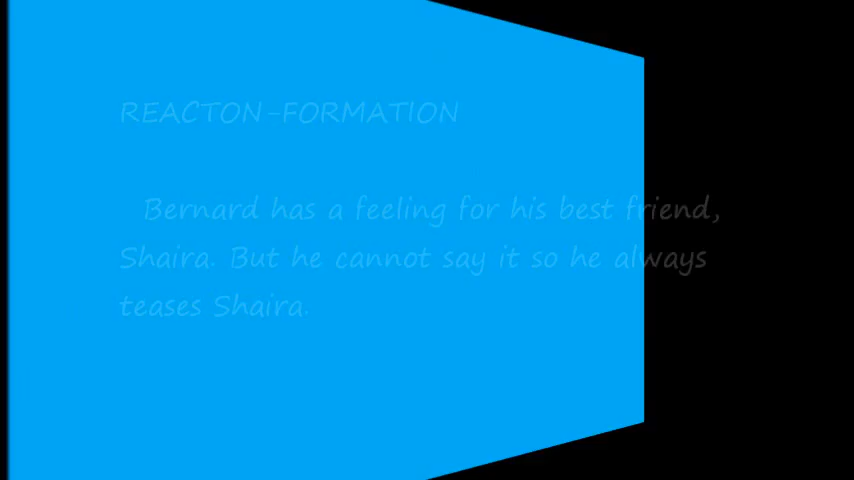 REACTON-FORMATION
Bernard has a feeling for his best friend,
Shaira. But he cannot say it so he always
teases Shaira.